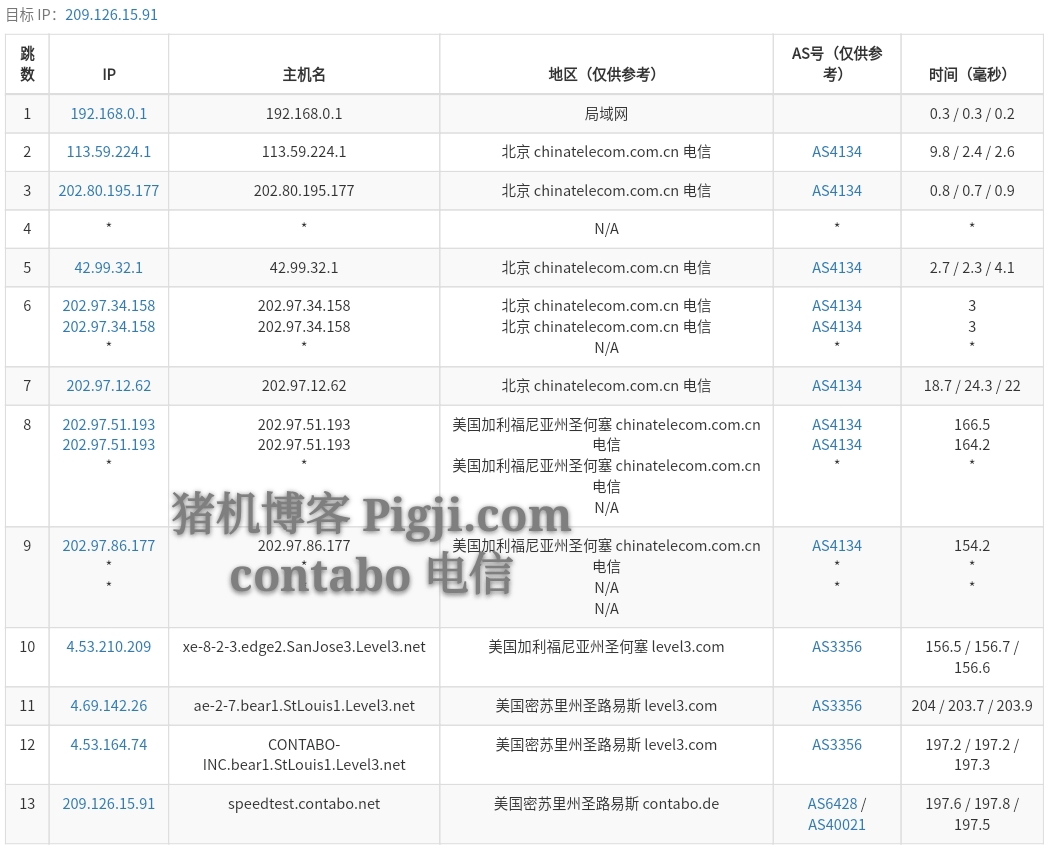 目标 IP：209.126.15.91
跳数 IP 主机名 地区（仅供参考） AS号（仅供参考） 时间（毫秒）
1 192.168.0.1 192.168.0.1 局域网 0.3 / 0.3 / 0.2
2 113.59.224.1 113.59.224.1 北京 chinatelecom.com.cn 电信 AS4134 9.8 / 2.4 / 2.6
3 202.80.195.177 202.80.195.177 北京 chinatelecom.com.cn 电信 AS4134 0.8 / 0.7 / 0.9
4 * * N/A * *
5 42.99.32.1 42.99.32.1 北京 chinatelecom.com.cn 电信 AS4134 2.7 / 2.3 / 4.1
6 202.97.34.158 202.97.34.158 北京 chinatelecom.com.cn 电信 AS4134 3
202.97.34.158 202.97.34.158 北京 chinatelecom.com.cn 电信 AS4134 3
* * N/A * *
7 202.97.12.62 202.97.12.62 北京 chinatelecom.com.cn 电信 AS4134 18.7 / 24.3 / 22
8 202.97.51.193 202.97.51.193 美国加利福尼亚州圣何塞 chinatelecom.com.cn AS4134 166.5
202.97.51.193 202.97.51.193 电信 AS4134 164.2
* * 美国加利福尼亚州圣何塞 chinatelecom.com.cn * *
电信
N/A
猪机博客 Pigji.com
9 202.97.86.177 202.97.86.177 美国加利福尼亚州圣何塞 chinatelecom.com.cn AS4134 154.2
* * 电信 * *
* N/A * *
N/A
contabo 电信
10 4.53.210.209 xe-8-2-3.edge2.SanJose3.Level3.net 美国加利福尼亚州圣何塞 level3.com AS3356 156.5 / 156.7 /
156.6
11 4.69.142.26 ae-2-7.bear1.StLouis1.Level3.net 美国密苏里州圣路易斯 level3.com AS3356 204 / 203.7 / 203.9
12 4.53.164.74 CONTABO- 美国密苏里州圣路易斯 level3.com AS3356 197.2 / 197.2 /
INC.bear1.StLouis1.Level3.net 197.3
13 209.126.15.91 speedtest.contabo.net 美国密苏里州圣路易斯 contabo.de AS6428 / 197.6 / 197.8 /
AS40021 197.5